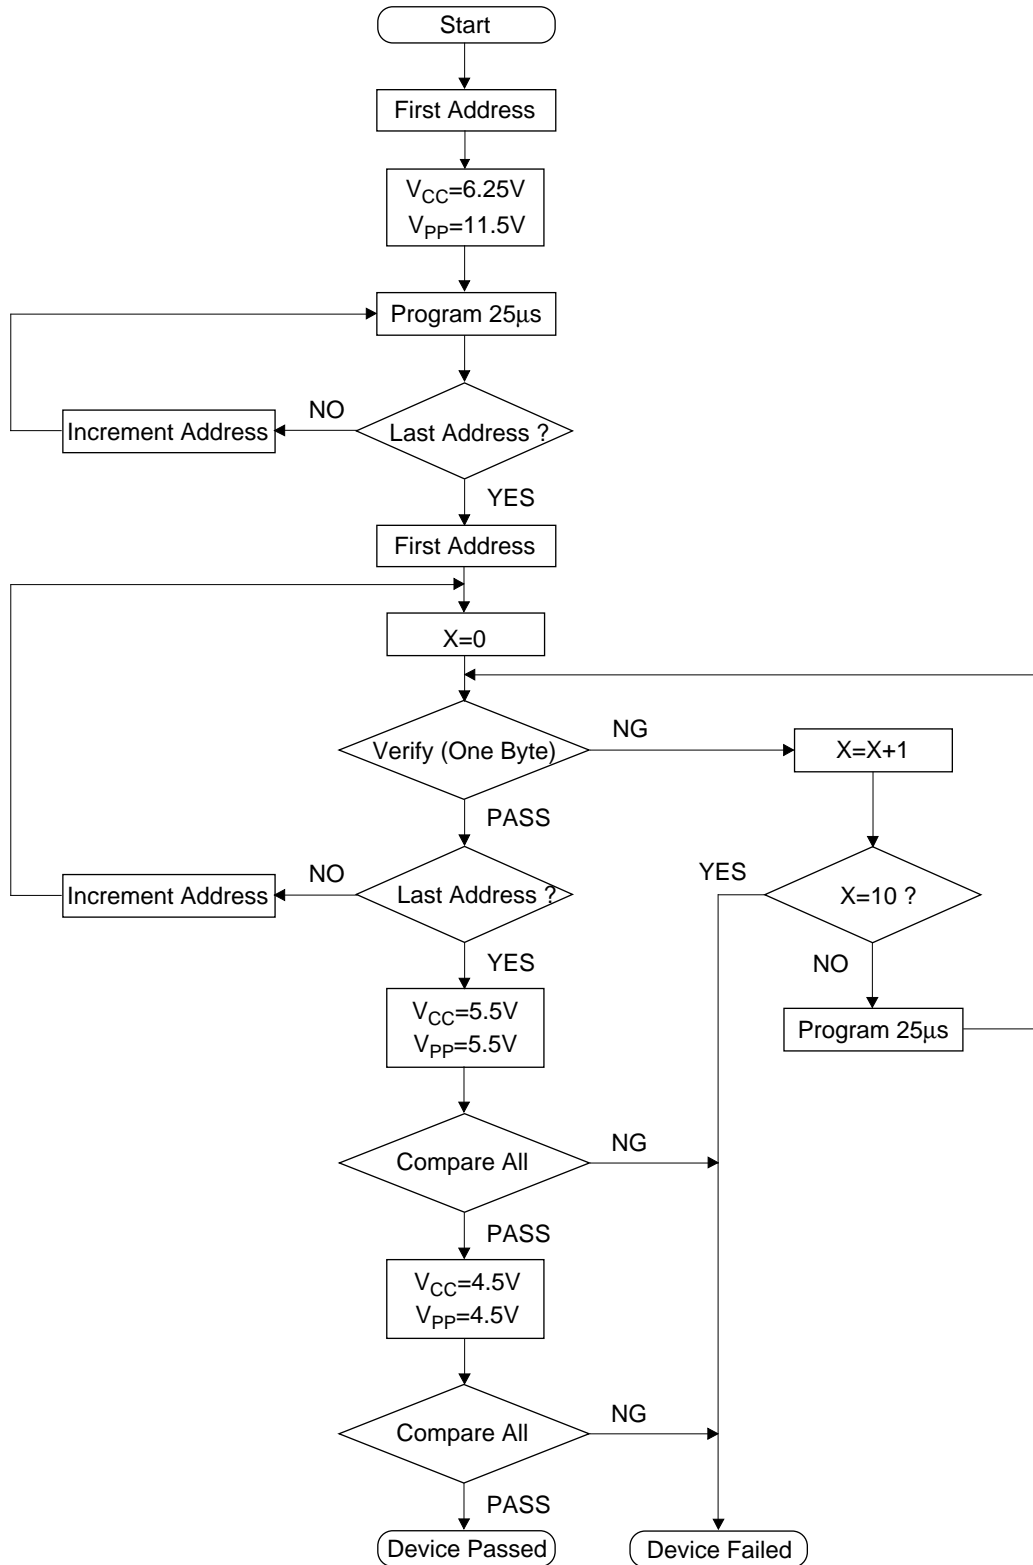 Start
First Address
VCC=6.25V
VPP=11.5V
Program 25μs
NO
Increment Address
Last Address ?
YES
First Address
X=0
Verify (One Byte)
NG
X=X+1
PASS
Increment Address
NO
Last Address ?
YES
X=10 ?
YES
NO
VCC=5.5V
VPP=5.5V
Program 25μs
Compare All
NG
PASS
VCC=4.5V
VPP=4.5V
Compare All
NG
PASS
Device Passed
Device Failed